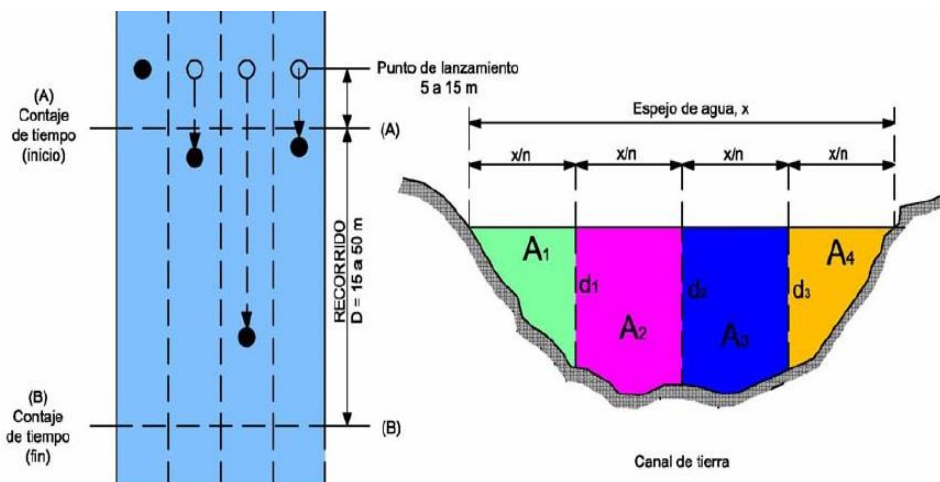 Punto de lanzamiento
5 a 15 m
(A)
Contaje
de tiempo
(inicio)
(A)
RECORRIDO
D = 15 a 50 m
(B)
Contaje
de tiempo
(fin)
(B)
Espejo de agua, x
x/n
x/n
x/n
x/n
A1
d1
A2
d2
A3
d3
A4
Canal de tierra